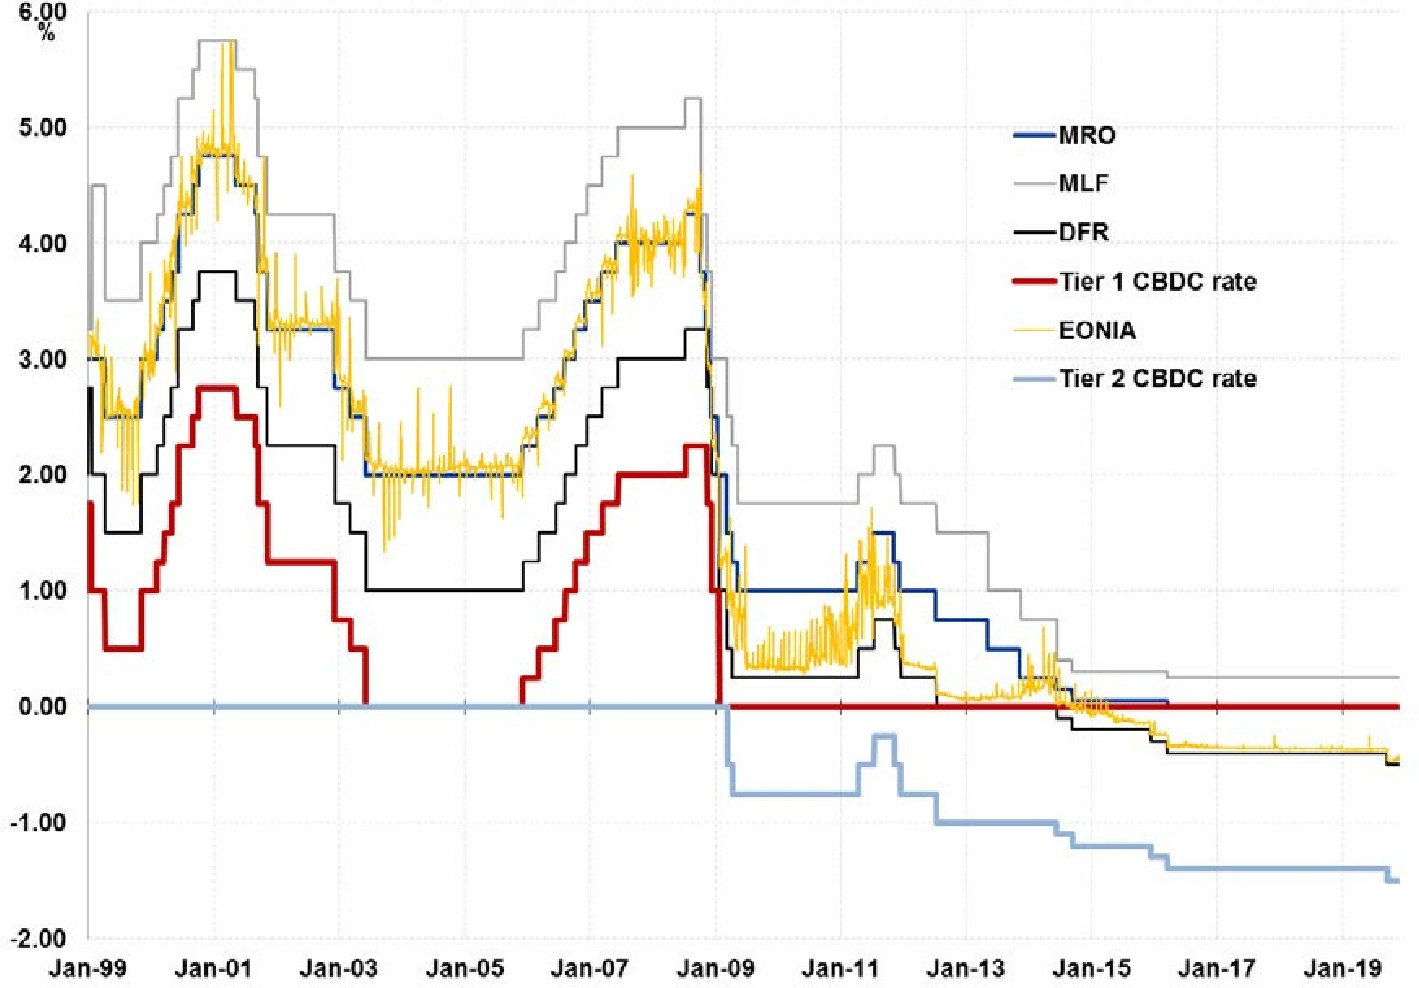 6.00
%
5.00
4.00
3.00
2.00
1.00
0.00
-1.00
-2.00
MRO
MLF
DFR
Tier 1 CBDC rate
EONIA
Tier 2 CBDC rate
Jan-99 Jan-01 Jan-03 Jan-05 Jan-07 Jan-09 Jan-11 Jan-13 Jan-15 Jan-17 Jan-19